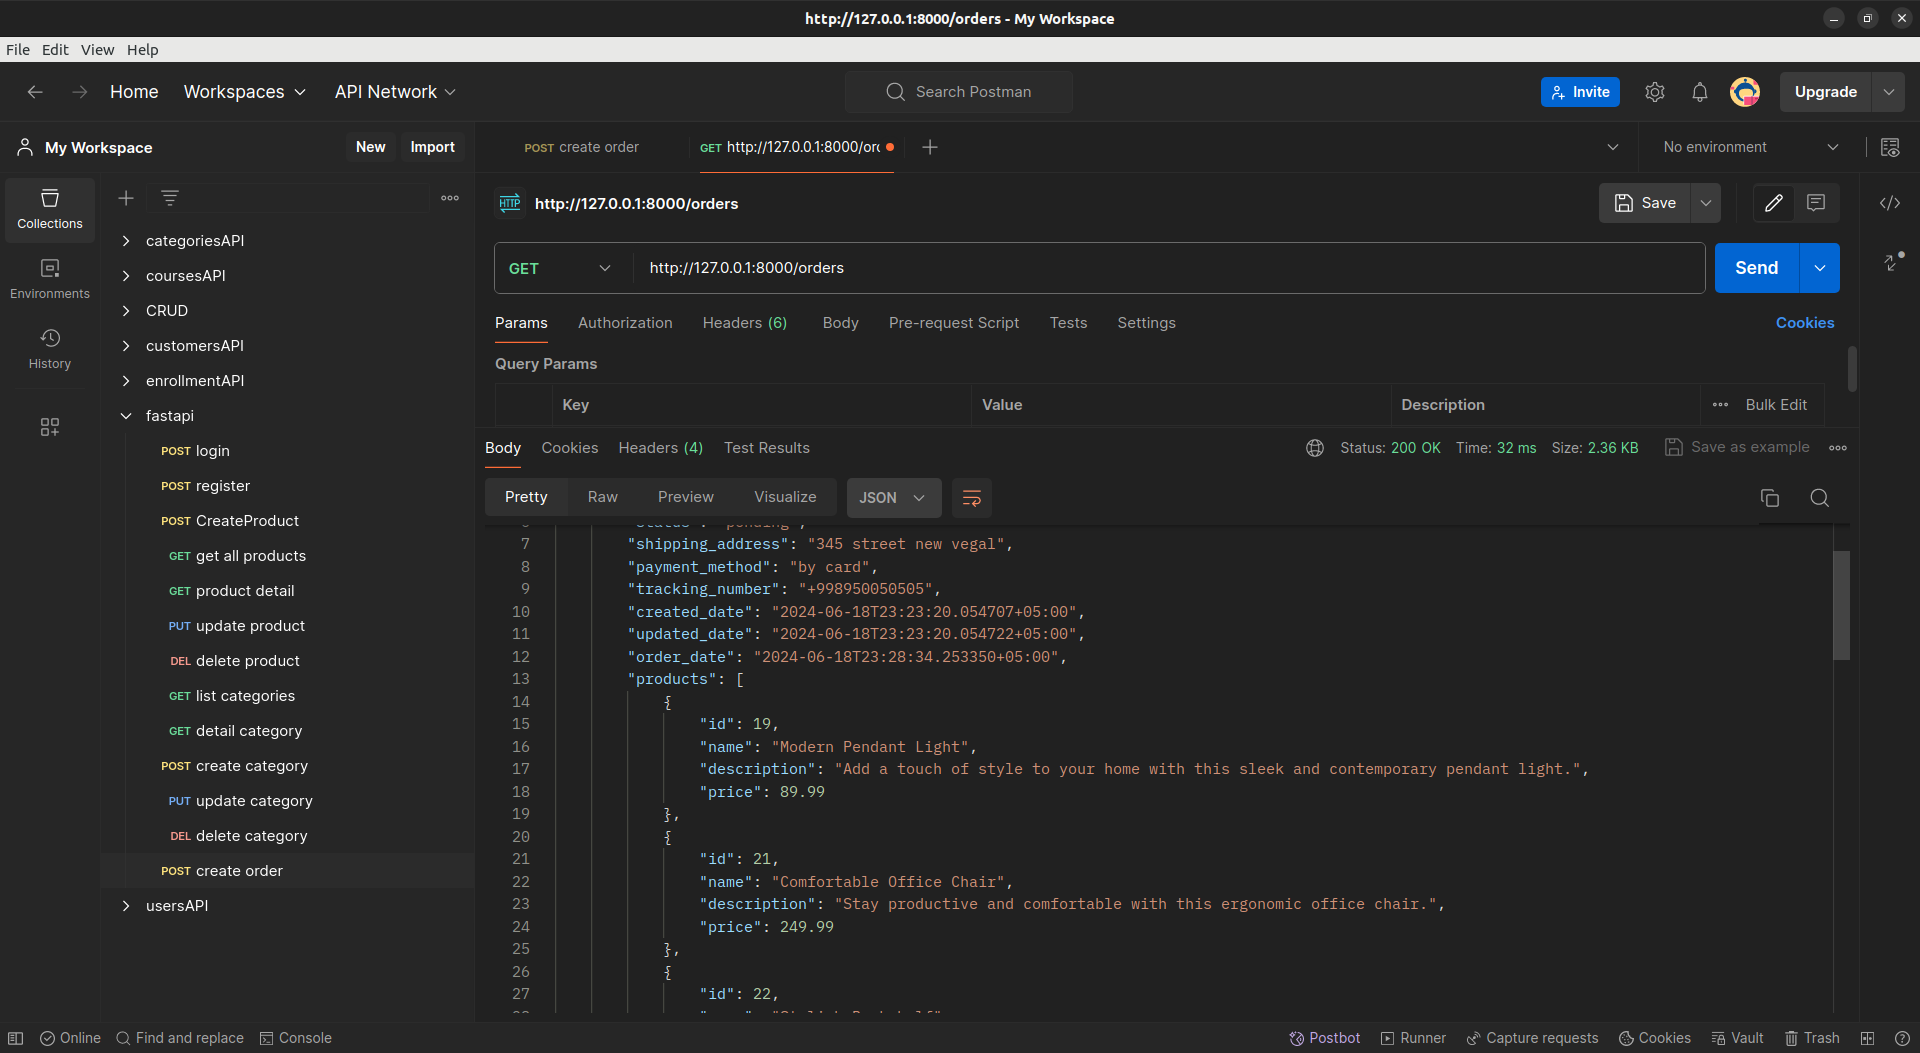 http://127.0.0.1:8000/orders - My Workspace
File Edit View Help
Home Workspaces API Network Search Postman Invite Upgrade
My Workspace New Import
POST create order GET http://127.0.0.1:8000/orc No environment
Collections
Environments
History
categoriesAPI
coursesAPI
CRUD
customersAPI
enrollmentAPI
fastapi
POST login
POST register
POST CreateProduct
GET get all products
GET product detail
PUT update product
DEL delete product
GET list categories
GET detail category
POST create category
PUT update category
DEL delete category
POST create order
usersAPI
HTTP http://127.0.0.1:8000/orders Save
GET http://127.0.0.1:8000/orders Send
Params Authorization Headers (6) Body Pre-request Script Tests Settings Cookies
Query Params
Key Value Description Bulk Edit
Body Cookies Headers (4) Test Results Status: 200 OK Time: 32 ms Size: 2.36 KB Save as example
Pretty Raw Preview Visualize JSON
7 "shipping_address": "345 street new vegal",
8 "payment_method": "by card",
9 "tracking_number": "+998950050505",
10 "created_date": "2024-06-18T23:23:20.054707+05:00",
11 "updated_date": "2024-06-18T23:23:20.054722+05:00",
12 "order_date": "2024-06-18T23:28:34.253350+05:00",
13 "products": [
14 {
15 "id": 19,
16 "name": "Modern Pendant Light",
17 "description": "Add a touch of style to your home with this sleek and contemporary pendant light.",
18 "price": 89.99
19 },
20 {
21 "id": 21,
22 "name": "Comfortable Office Chair",
23 "description": "Stay productive and comfortable with this ergonomic office chair.",
24 "price": 249.99
25 },
26 {
27 "id": 22,
Online Find and replace Console Postbot Runner Capture requests Cookies Vault Trash